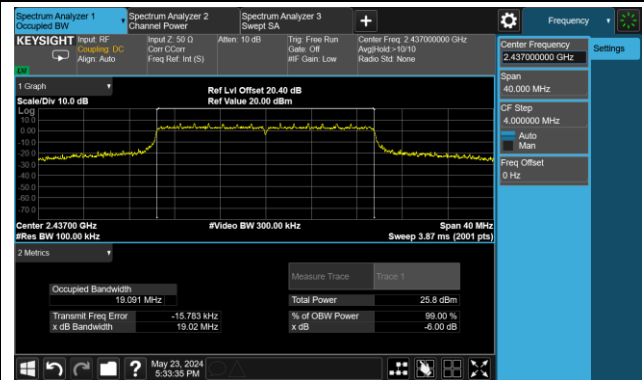 Spectrum Analyzer 1
Occupied BW
Spectrum Analyzer 2
Channel Power
Spectrum Analyzer 3
Swept SA
+
Frequency
KEYSIGHT
Input: RF
Coupling: DC
Align: Auto
Input Z: 50 Ω
Corr CCorr
Freq Ref: Int (S)
Atten: 10 dB
Trig: Free Run
Gate: Off
#IF Gain: Low
Center Freq: 2.437000000 GHz
Avg|Hold:>10/10
Radio Std: None
LXI
Center Frequency
2.437000000 GHz
Settings
Span
40.000 MHz
CF Step
4.000000 MHz
Auto
Man
Freq Offset
0 Hz
1 Graph
Scale/Div 10.0 dB
Ref Lvl Offset 20.40 dB
Ref Value 20.00 dBm
Log
10.0
0.00
-10.0
-20.0
-30.0
-40.0
-50.0
-60.0
-70.0
Center 2.43700 GHz
#Res BW 100.00 kHz
#Video BW 300.00 kHz
Span 40 MHz
Sweep 3.87 ms (2001 pts)
2 Metrics
Measure Trace Trace 1
Occupied Bandwidth
19.091 MHz
Total Power 25.8 dBm
Transmit Freq Error -15.783 kHz
% of OBW Power 99.00 %
x dB Bandwidth 19.02 MHz
x dB -6.00 dB
?
May 23, 2024
5:33:35 PM